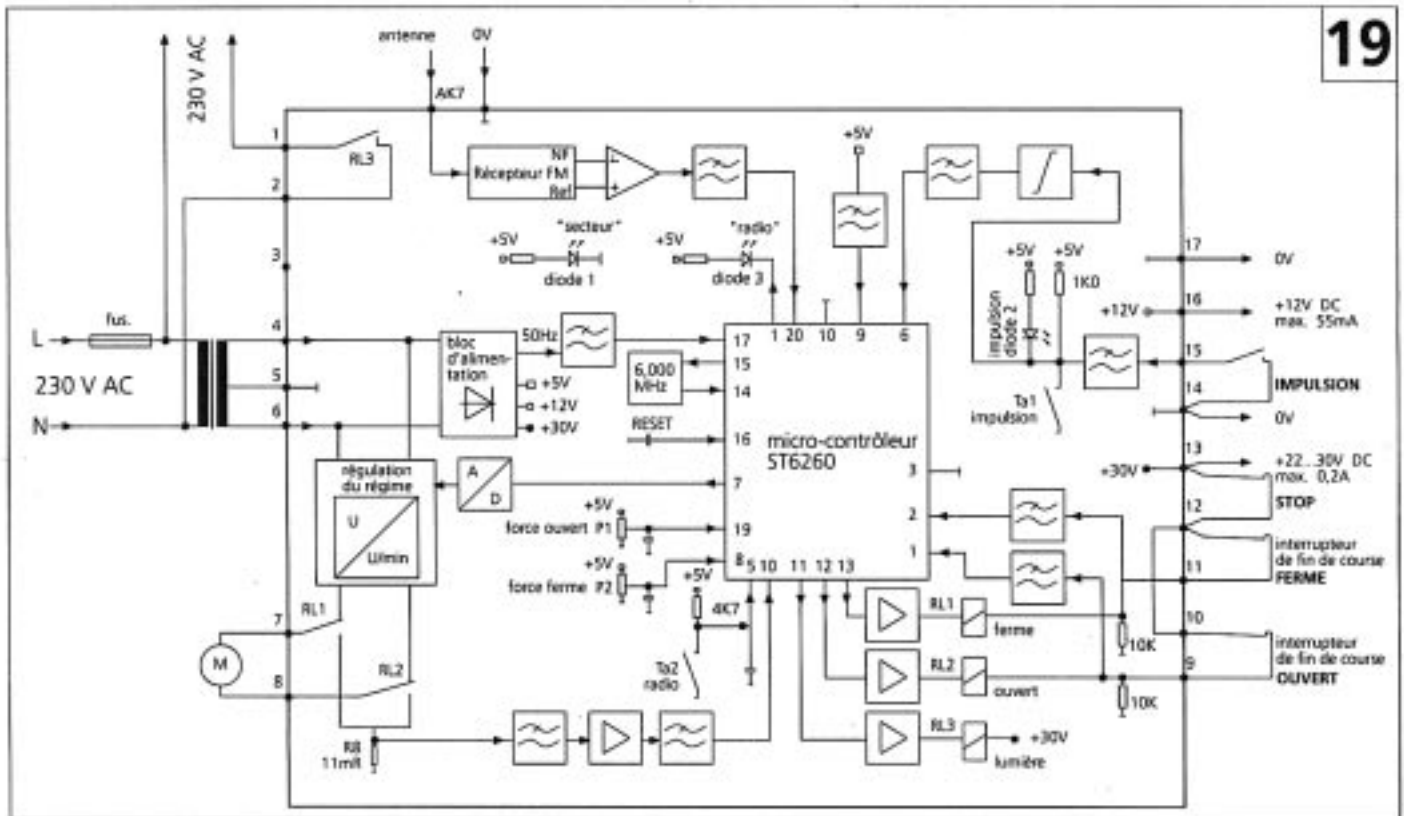 19
230 V AC
antenne
0V
AK7
1
RL3
2
3
Récepteur FM
NF
Ref
+5V
+5V
"secteur"
diode 1
+5V
"radio"
diode 3
+5V
+5V
1K0
impulsion
diode 2
+12V
17
0V
16
+12V DC
max. 55mA
15
14
IMPULSION
0V
Ta1
impulsion
L
fus.
4
230 V AC
5
N
6
bloc
d'alimen-
tation
50Hz
+5V
+12V
+30V
6,000
MHz
RESET
17
15
14
16
7
19
8
1
20
10
9
6
micro-contrôleur
ST6260
3
2
1
5
10
11
12
13
13
+30V
+22...30V DC
max. 0,2A
STOP
12
interrupteur
de fin de course
FERME
11
10
interrupteur
de fin de course
OUVERT
9
régulation
du régime
U
U/min
A
D
+5V
force ouvert P1
+5V
force ferme P2
+5V
4K7
Ta2
radio
7
RL1
M
8
RL2
R8
11mR
RL1
ferme
RL2
ouvert
RL3
lumière
+30V
10K
10K